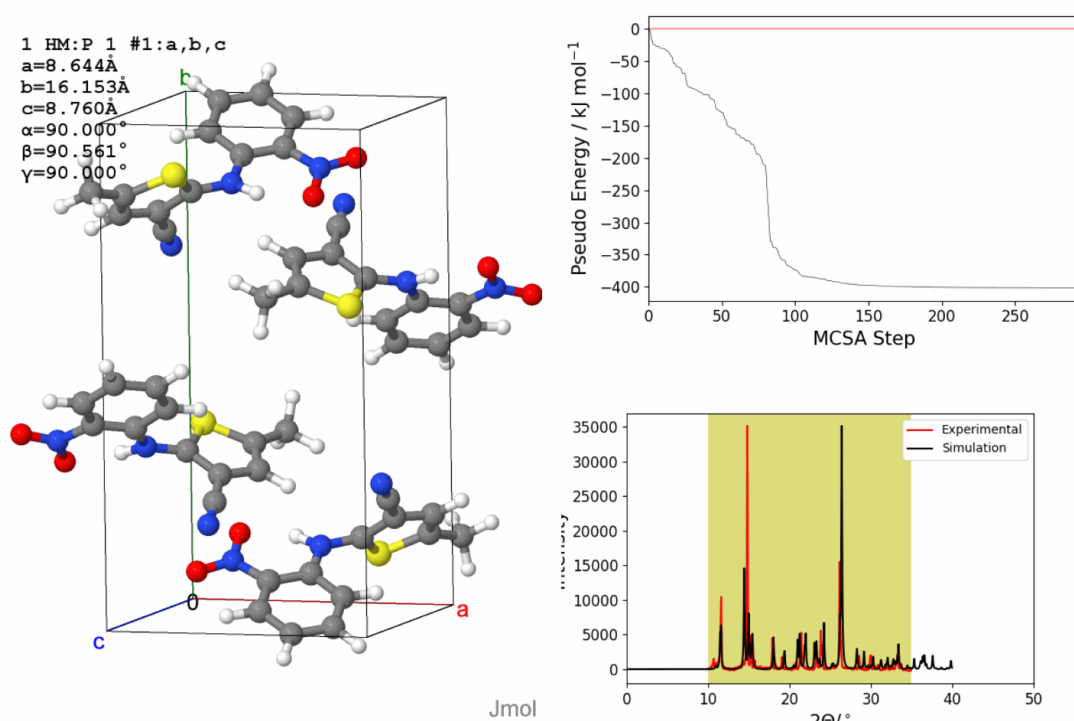 1 HM:P 1 #1:a,b,c
a=8.644Å
b=16.153Å
c=8.760Å
α=90.000°
β=90.561°
γ=90.000°
b
0
a
c
Jmol
Pseudo Energy / kJ mol⁻¹
0
−50
−100
−150
−200
−250
−300
−350
−400
0
50
100
150
200
250
MCSA Step
35000
30000
25000
20000
15000
10000
5000
0
Experimental
Simulation
0
10
20
30
40
50